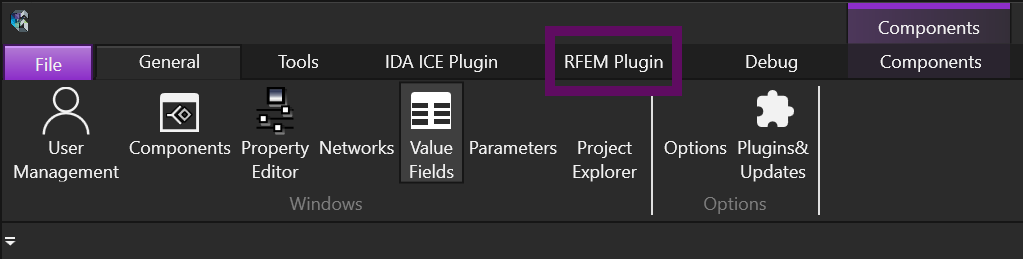 Components
File General Tools IDA ICE Plugin RFEM Plugin Debug Components
User Management
Components
Property Editor
Networks
Value Fields
Parameters
Project Explorer
Options
Plugins& Updates
Windows
Options